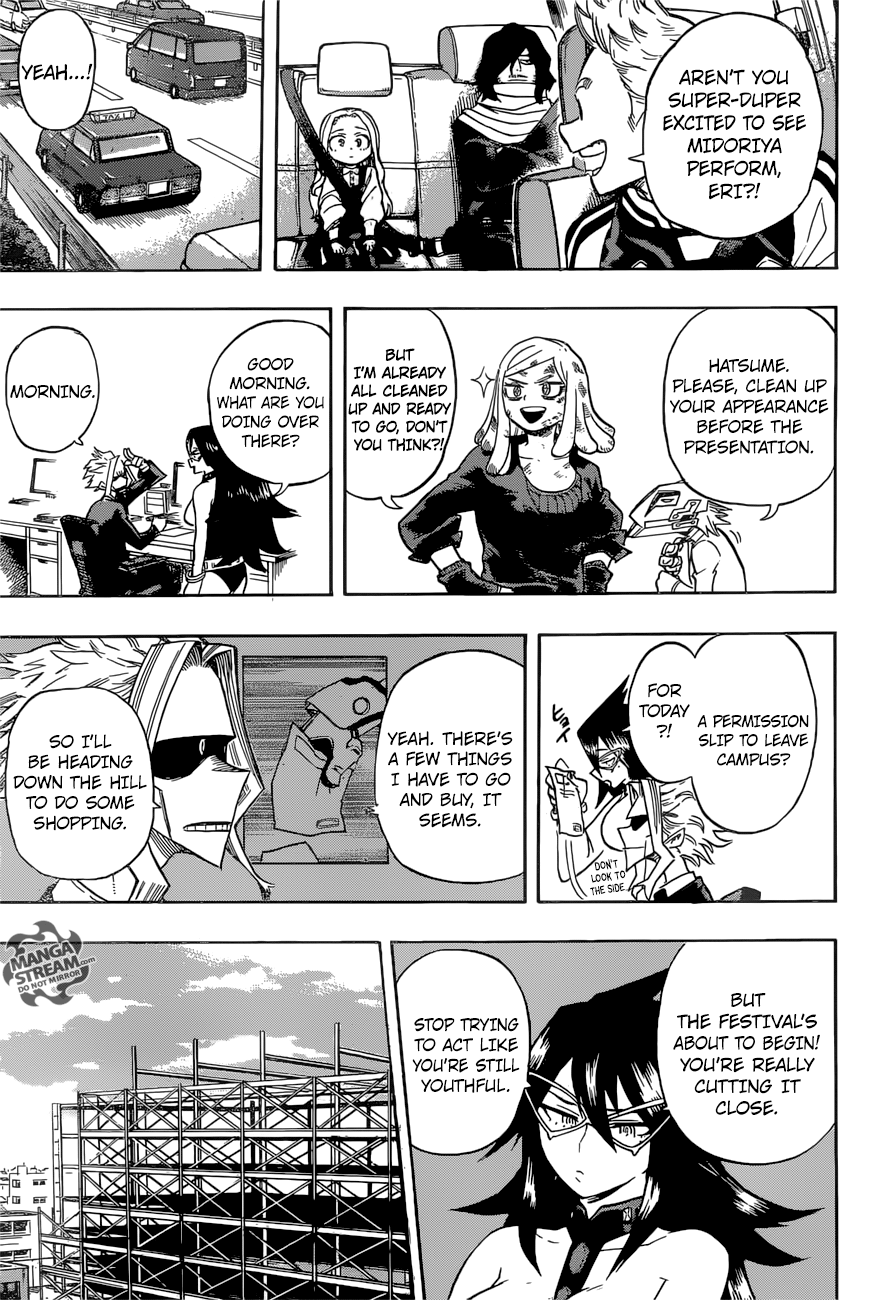 AREN'T YOU
SUPER-DUPER
EXCITED TO SEE
MIDORIYA
PERFORM,
ERI?!
YEAH...!
TAXI
HATSUME.
PLEASE, CLEAN UP
YOUR APPEARANCE
BEFORE THE
PRESENTATION.
BUT
I'M ALREADY
ALL CLEANED
UP AND READY
TO GO, DON'T
YOU THINK?!
GOOD
MORNING.
WHAT ARE YOU
DOING OVER
THERE?
MORNING.
A PERMISSION
SLIP TO LEAVE
CAMPUS?
FOR
TODAY
?!
DON'T
LOOK TO
THE SIDE...
YEAH. THERE'S
A FEW THINGS
I HAVE TO GO
AND BUY, IT
SEEMS.
SO I'LL
BE HEADING
DOWN THE HILL
TO DO SOME
SHOPPING.
BUT
THE FESTIVAL'S
ABOUT TO BEGIN!
YOU'RE REALLY
CUTTING IT
CLOSE.
STOP TRYING
TO ACT LIKE
YOU'RE STILL
YOUTHFUL.
MANGA
STREAM.com
DO NOT MIRROR